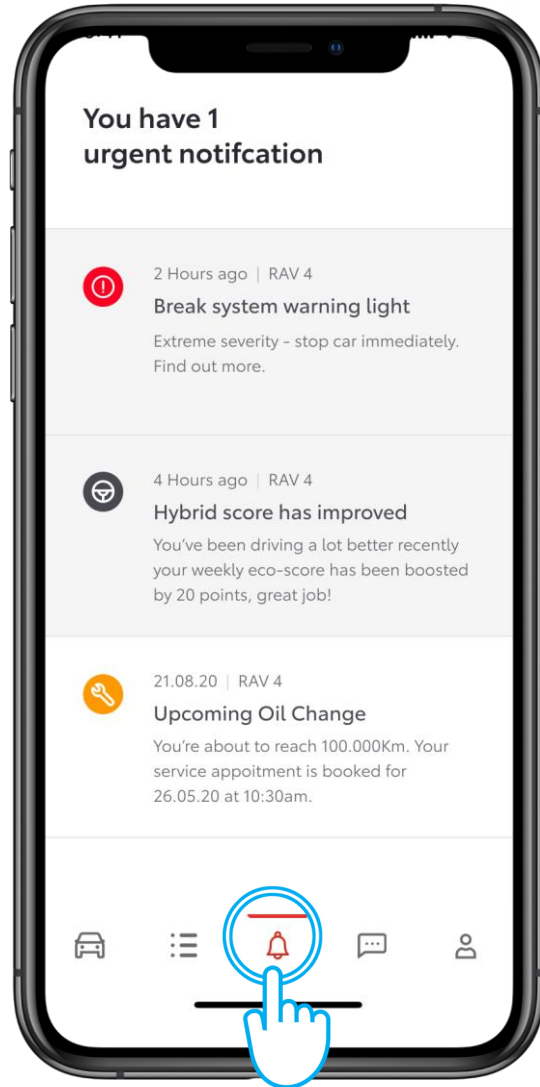 You have 1
urgent notifcation
2 Hours ago | RAV 4
Break system warning light
Extreme severity - stop car immediately.
Find out more.
4 Hours ago | RAV 4
Hybrid score has improved
You've been driving a lot better recently
your weekly eco-score has been boosted
by 20 points, great job!
21.08.20 | RAV 4
Upcoming Oil Change
You're about to reach 100.000Km. Your
service appoitment is booked for
26.05.20 at 10:30am.